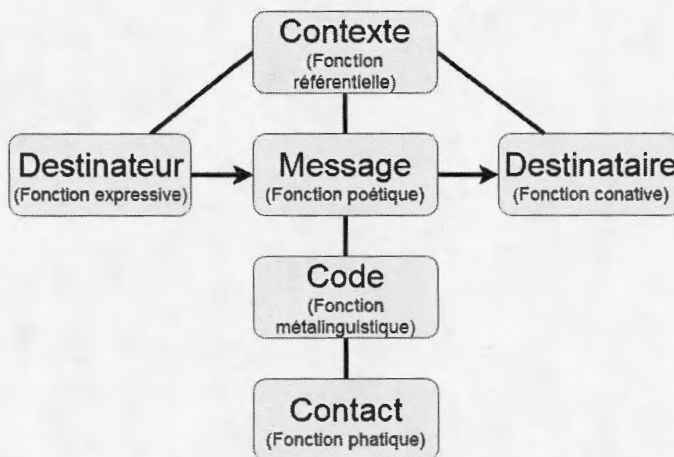 Contexte
(Fonction
référentielle)
Destinateur
(Fonction expressive)
Message
(Fonction poétique)
Destinataire
(Fonction conative)
Code
(Fonction
métalinguistique)
Contact
(Fonction phatique)